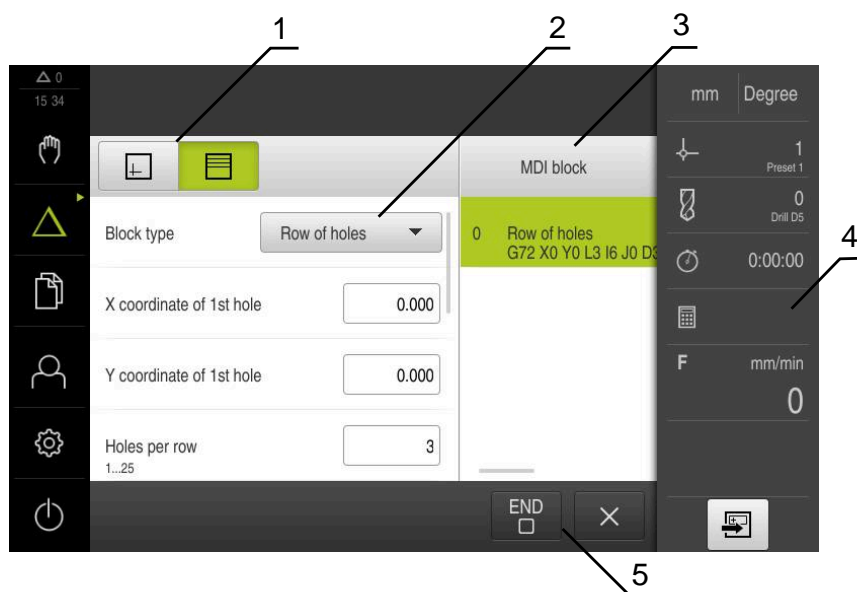 1
2
3
0
15 34
mm Degree
1
Preset 1
MDI block
0
Drill D5
Block type Row of holes
0 Row of holes
G72 X0 Y0 L3 I6 J0 D3
4
0:00:00
X coordinate of 1st hole 0.000
F mm/min
0
Y coordinate of 1st hole 0.000
Holes per row 3
1...25
END
5